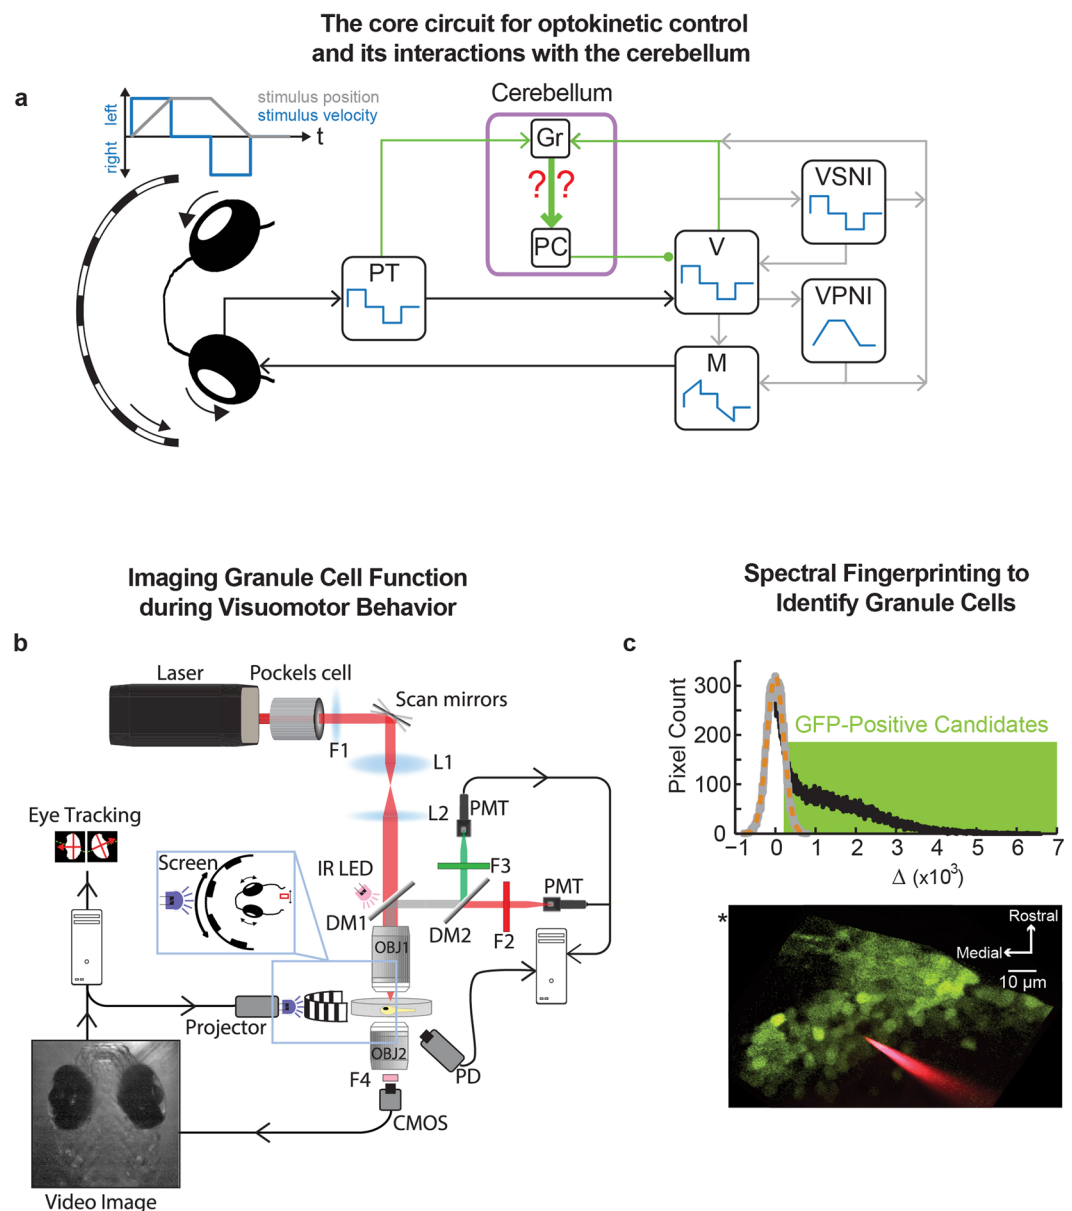 The core circuit for optokinetic control
and its interactions with the cerebellum
a
left
right
stimulus position
stimulus velocity
t
Cerebellum
Gr
? ?
PC
PT
V
VSNI
VPNI
M
Imaging Granule Cell Function
during Visuomotor Behavior
b
Laser
Pockels cell
Scan mirrors
F1
L1
L2
PMT
Eye Tracking
Screen
IR LED
F3
PMT
DM1
DM2
F2
OBJ1
Projector
OBJ2
PD
F4
CMOS
Video Image
Spectral Fingerprinting to
Identify Granule Cells
c
Pixel Count
300
200
100
0
GFP-Positive Candidates
−1 0 1 2 3 4 5 6 7
Δ (x10³)
*
Rostral
Medial
10 μm